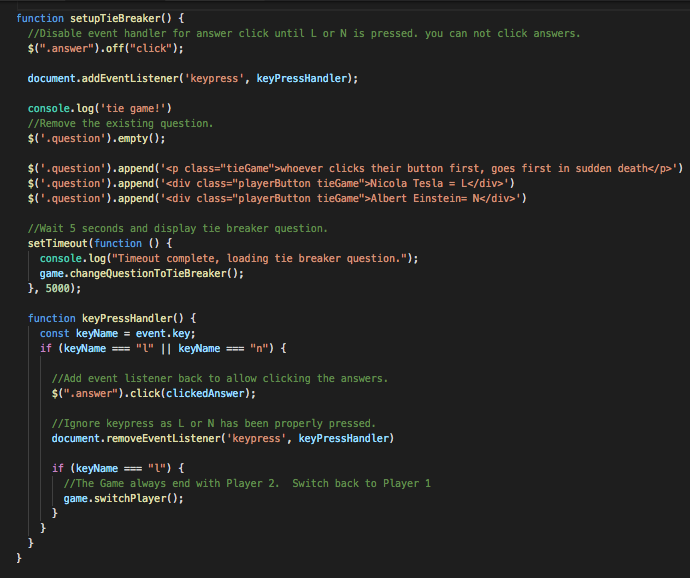 function setupTieBreaker() {
//Disable event handler for answer click until L or N is pressed. you can not click answers.
$(".answer").off("click");
document.addEventListener('keypress', keyPressHandler);
console.log('tie game!')
//Remove the existing question.
$('.question').empty();
$('.question').append('<p class="tieGame">whoever clicks their button first, goes first in sudden death</p>')
$('.question').append('<div class="playerButton tieGame">Nicola Tesla = L</div>')
$('.question').append('<div class="playerButton tieGame">Albert Einstein= N</div>')
//Wait 5 seconds and display tie breaker question.
setTimeout(function () {
console.log("Timeout complete, loading tie breaker question.");
game.changeQuestionToTieBreaker();
}, 5000);
function keyPressHandler() {
const keyName = event.key;
if (keyName === "l" || keyName === "n") {
//Add event listener back to allow clicking the answers.
$(".answer").click(clickedAnswer);
//Ignore keypress as L or N has been properly pressed.
document.removeEventListener('keypress', keyPressHandler)
if (keyName === "l") {
//The Game always end with Player 2.  Switch back to Player 1
game.switchPlayer();
}
}
}
}